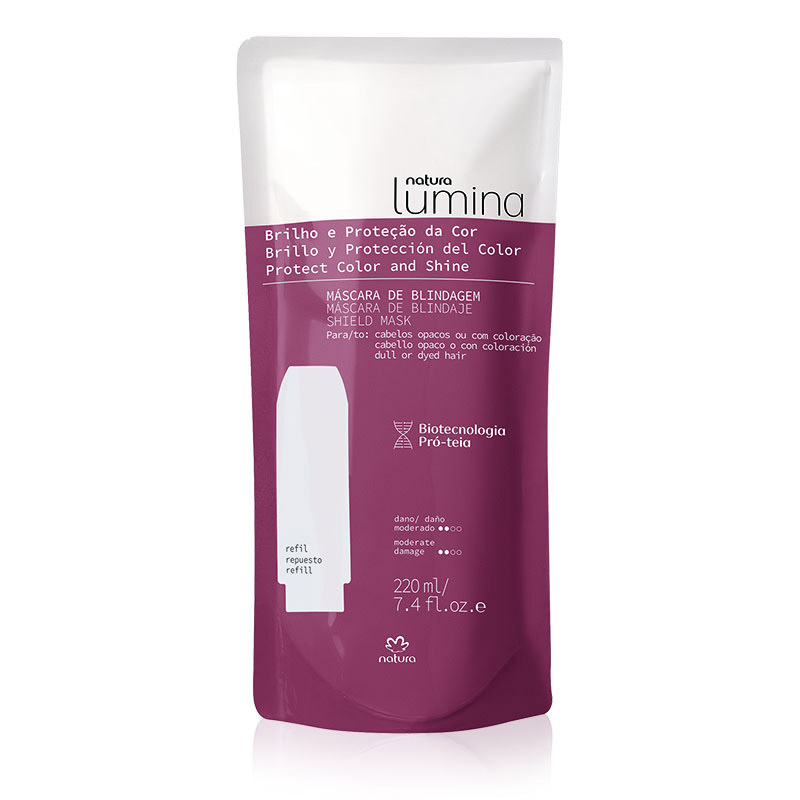 natura
lumina
Brilho e Proteção da Cor
Brillo y Protección del Color
Protect Color and Shine
MÁSCARA DE BLINDAGEM
MÁSCARA DE BLINDAJE
SHIELD MASK
Para/to: cabelos opacos ou com coloração
cabello opaco o con coloración
dull or dyed hair
Biotecnologia
Pró-teia
dano/ daño
moderado
moderate
damage
refil
repuesto
refill
220 ml/
7.4 fl.oz.e
natura